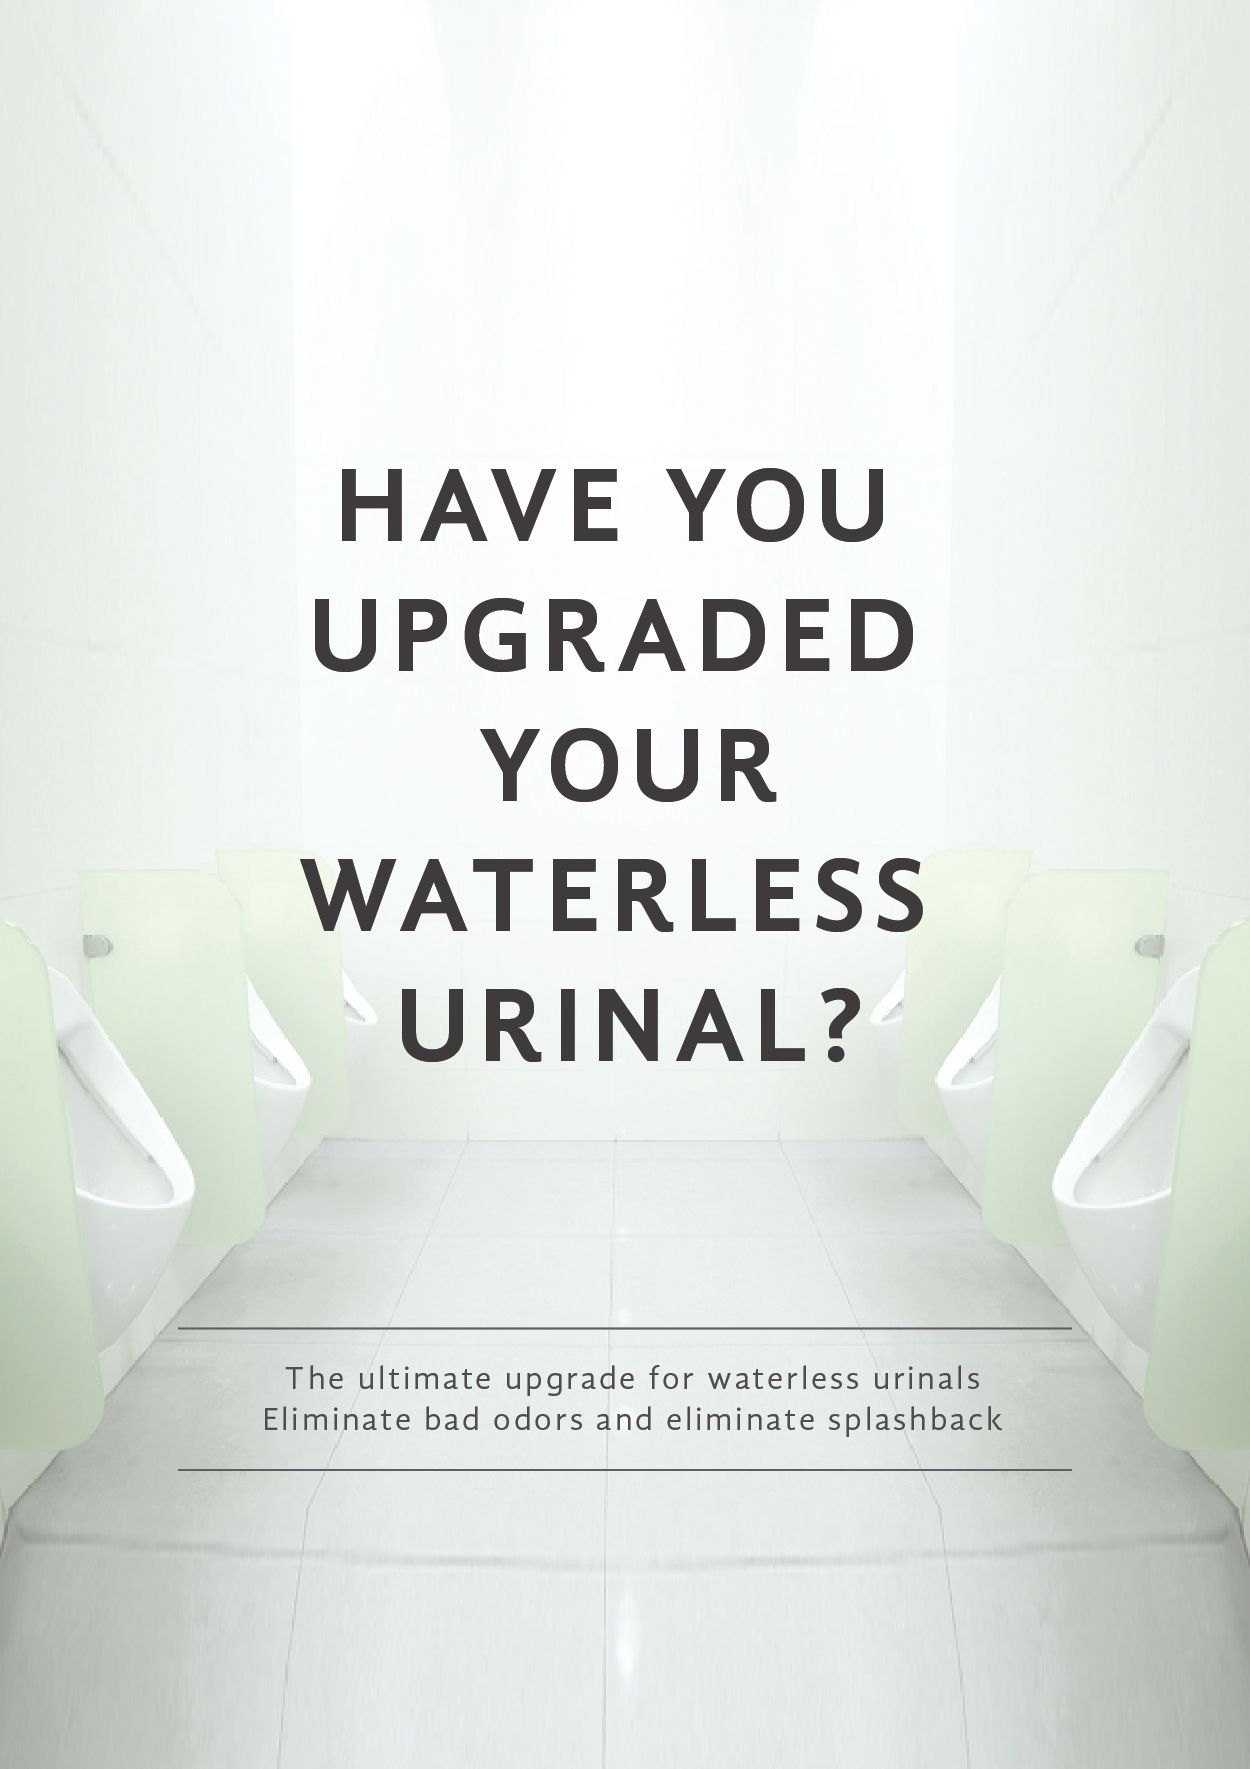 HAVE YOU
UPGRADED
YOUR
WATERLESS
URINAL?
The ultimate upgrade for waterless urinals
Eliminate bad odors and eliminate splashback